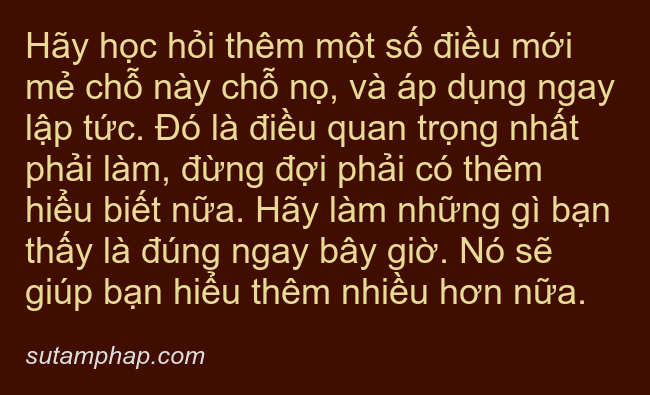 Hãy học hỏi thêm một số điều mới
mẻ chỗ này chỗ nọ, và áp dụng ngay
lập tức. Đó là điều quan trọng nhất
phải làm, đừng đợi phải có thêm
hiểu biết nữa. Hãy làm những gì bạn
thấy là đúng ngay bây giờ. Nó sẽ
giúp bạn hiểu thêm nhiều hơn nữa.
sutamphap.com